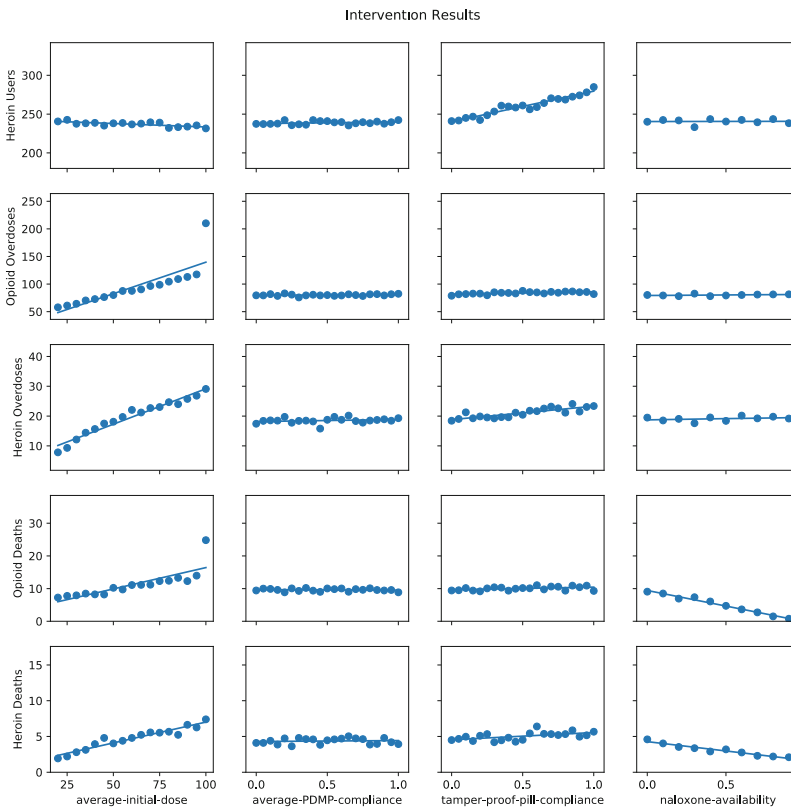 Intervention Results
Heroin Users
300
250
200
Opioid Overdoses
250
200
150
100
50
Heroin Overdoses
40
30
20
10
Opioid Deaths
30
20
10
0
Heroin Deaths
15
10
5
0
25 50 75 100
0.0 0.5 1.0
0.0 0.5 1.0
0.0 0.5
average-initial-dose
average-PDMP-compliance
tamper-proof-pill-compliance
naloxone-availability